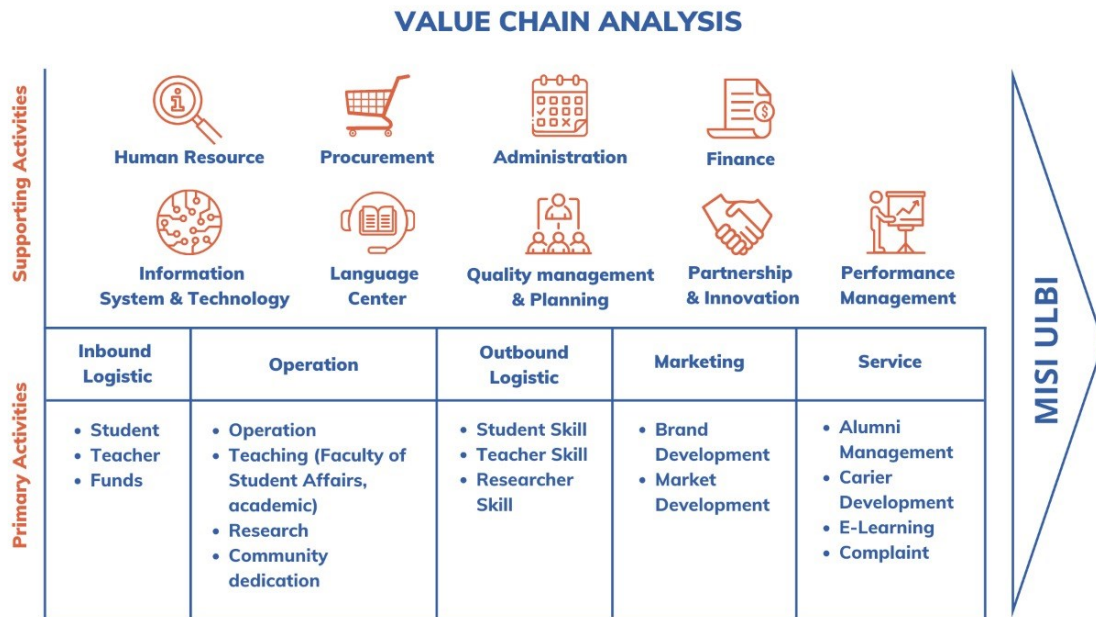 VALUE CHAIN ANALYSIS
Supporting Activities
Human Resource
Procurement
Administration
Finance
Information
System & Technology
Language
Center
Quality management
& Planning
Partnership
& Innovation
Performance
Management
MISI ULBI
Primary Activities
Inbound
Logistic
Operation
Outbound
Logistic
Marketing
Service
• Student
• Teacher
• Funds
• Operation
• Teaching (Faculty of
Student Affairs,
academic)
• Research
• Community
dedication
• Student Skill
• Teacher Skill
• Researcher
Skill
• Brand
Development
• Market
Development
• Alumni
Management
• Carier
Development
• E-Learning
• Complaint